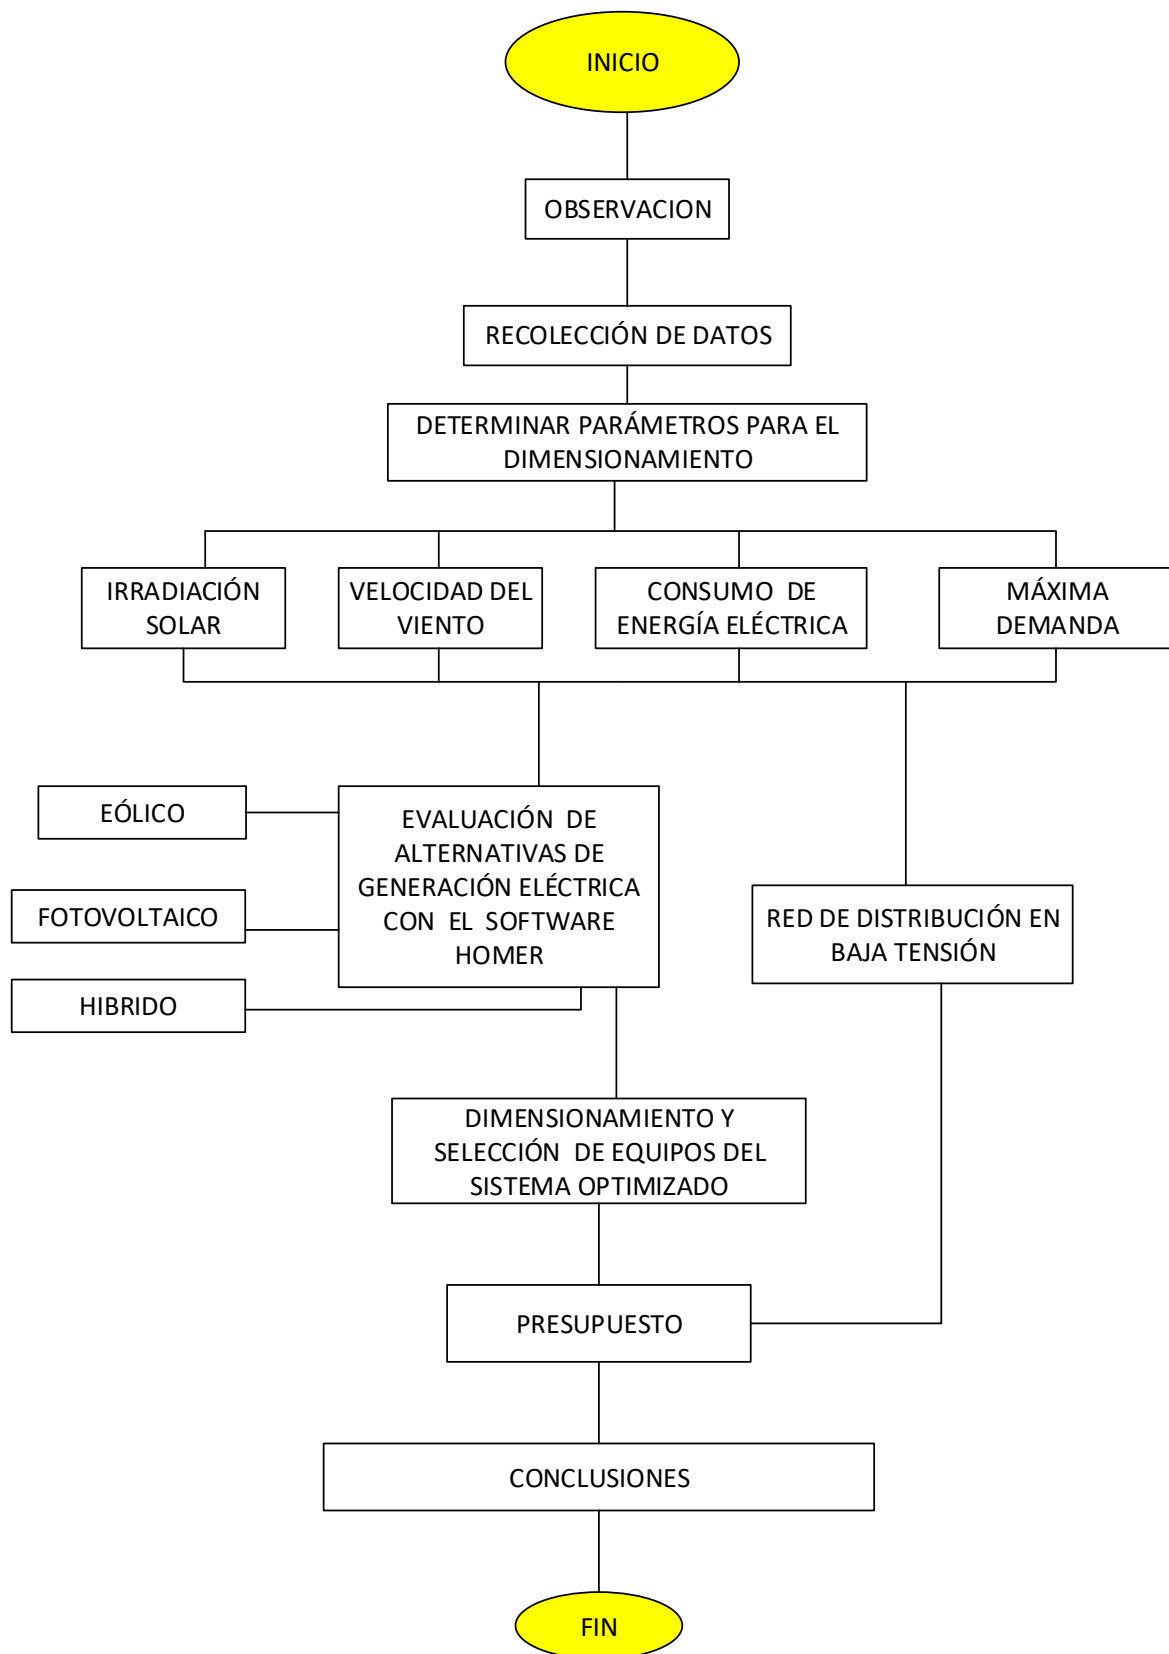 INICIO
OBSERVACION
RECOLECCIÓN DE DATOS
DETERMINAR PARÁMETROS PARA EL
DIMENSIONAMIENTO
IRRADIACIÓN
SOLAR
VELOCIDAD DEL
VIENTO
CONSUMO DE
ENERGÍA ELÉCTRICA
MÁXIMA
DEMANDA
EÓLICO
FOTOVOLTAICO
HIBRIDO
EVALUACIÓN DE
ALTERNATIVAS DE
GENERACIÓN ELÉCTRICA
CON EL SOFTWARE
HOMER
RED DE DISTRIBUCIÓN EN
BAJA TENSIÓN
DIMENSIONAMIENTO Y
SELECCIÓN DE EQUIPOS DEL
SISTEMA OPTIMIZADO
PRESUPUESTO
CONCLUSIONES
FIN